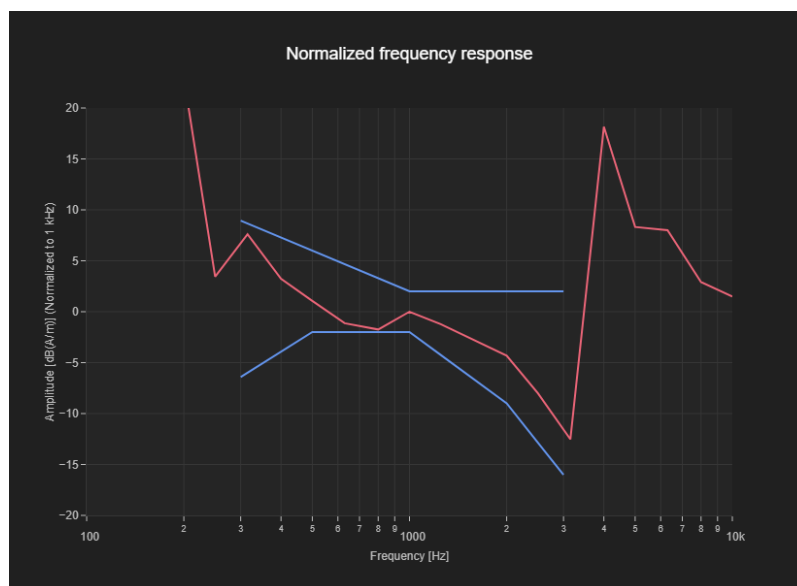 Normalized frequency response
Amplitude [dB(A/m)] (Normalized to 1 kHz)
20
15
10
5
0
−5
−10
−15
−20
100 2 3 4 5 6 7 8 9 1000 2 3 4 5 6 7 8 9 10k
Frequency [Hz]